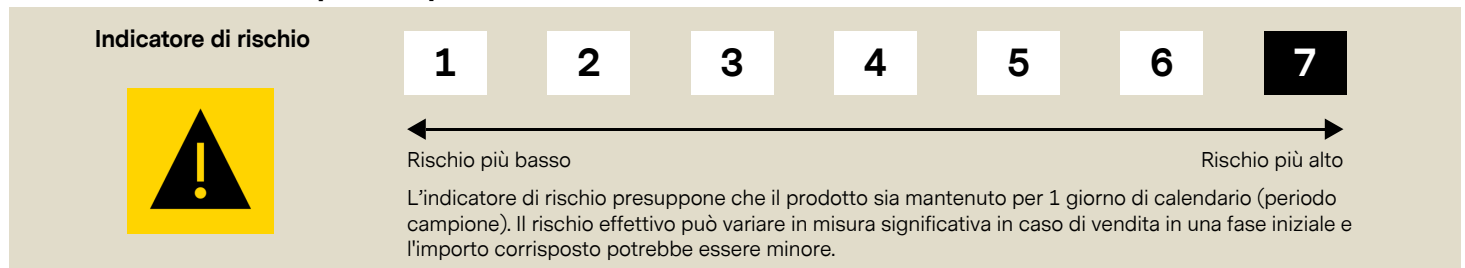 Indicatore di rischio
1 2 3 4 5 6 7
Rischio più basso Rischio più alto
L’indicatore di rischio presuppone che il prodotto sia mantenuto per 1 giorno di calendario (periodo
campione). Il rischio effettivo può variare in misura significativa in caso di vendita in una fase iniziale e
l'importo corrisposto potrebbe essere minore.